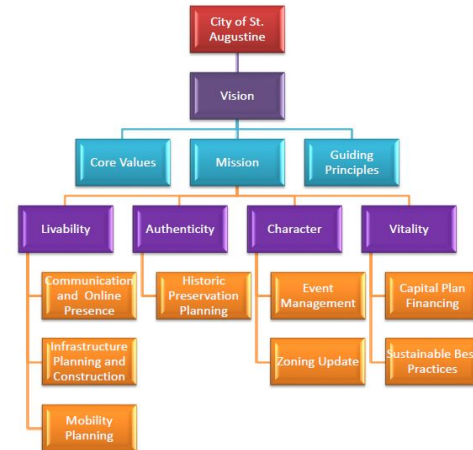 City of St.
Augustine
Vision
Core Values
Mission
Guiding
Principles
Livability
Authenticity
Character
Vitality
Communication
and Online
Presence
Historic
Preservation
Planning
Event
Management
Capital Plan
Financing
Infrastructure
Planning and
Construction
Zoning Update
Sustainable Best
Practices
Mobility
Planning